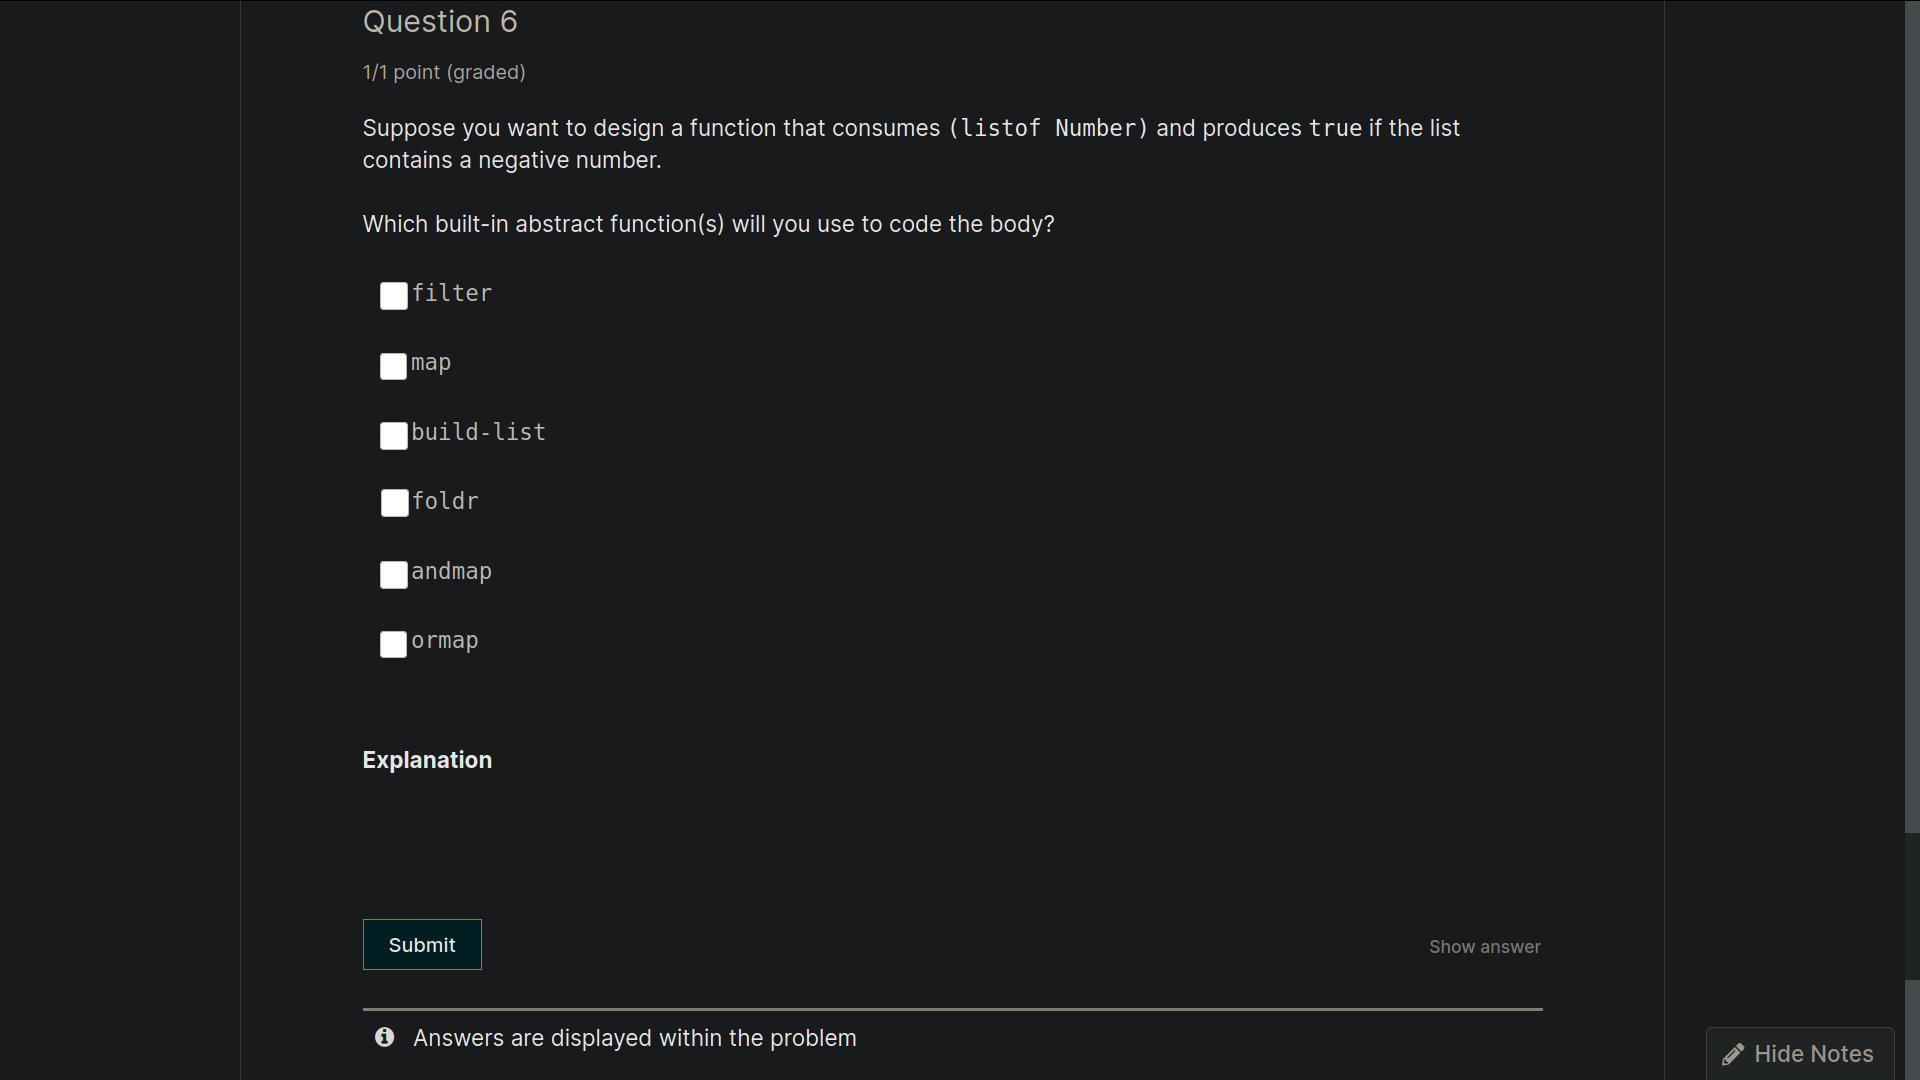 Question 6
1/1 point (graded)
Suppose you want to design a function that consumes (listof Number) and produces true if the list
contains a negative number.
Which built-in abstract function(s) will you use to code the body?
filter
map
build-list
foldr
andmap
ormap
Explanation
Submit
Show answer
Answers are displayed within the problem
Hide Notes